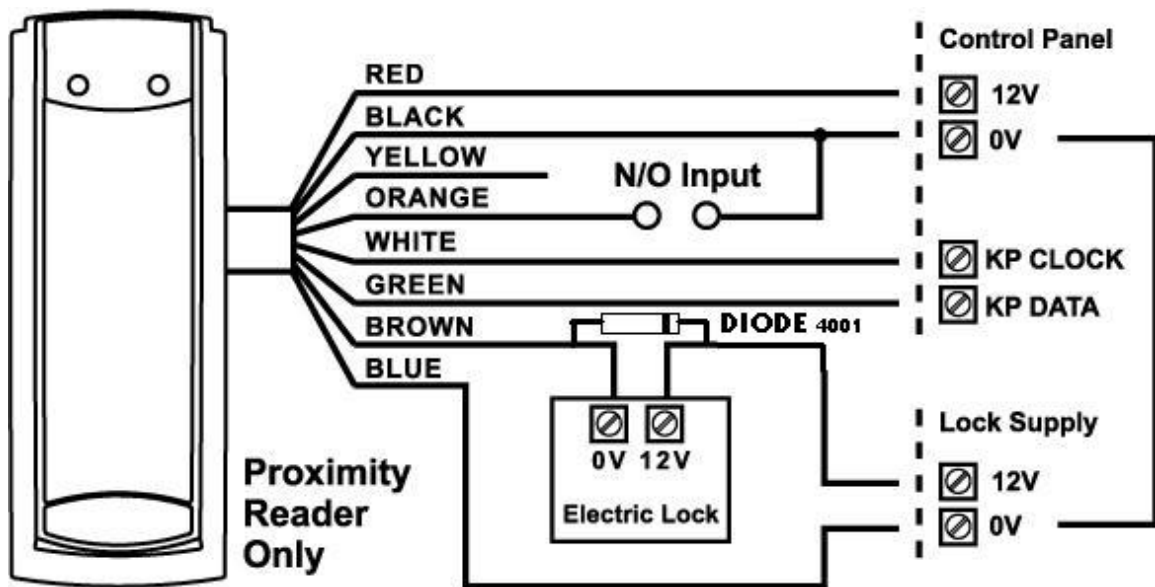 Control Panel
RED
12V
BLACK
0V
YELLOW
N/O Input
ORANGE
WHITE
KP CLOCK
GREEN
KP DATA
BROWN
DIODE 4001
BLUE
Lock Supply
0V 12V
12V
Electric Lock
0V
Proximity
Reader
Only